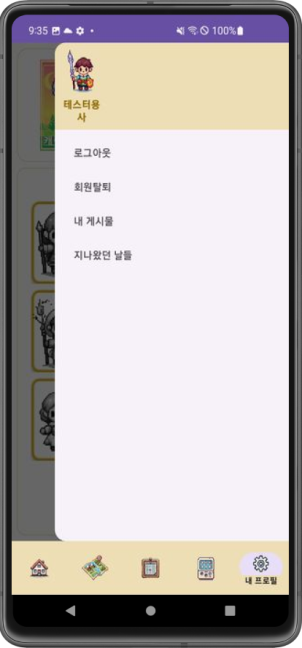 9:35
100%
테스터용
사
로그아웃
회원탈퇴
내 게시물
지나왔던 날들
내 프로필